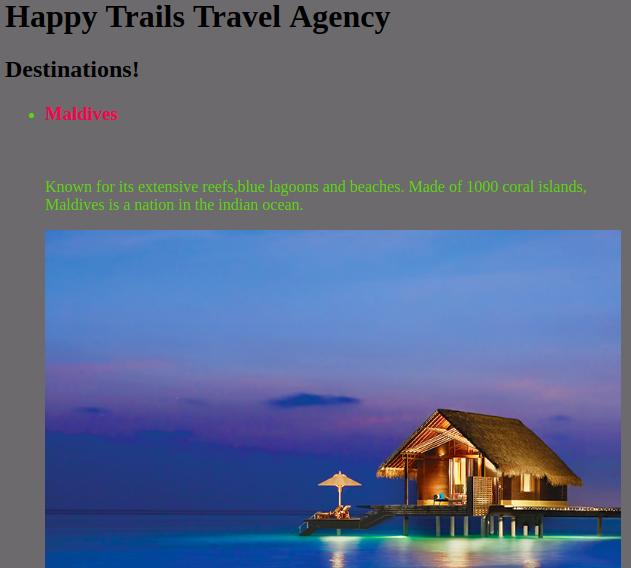 Happy Trails Travel Agency
Destinations!
Maldives
Known for its extensive reefs,blue lagoons and beaches. Made of 1000 coral islands,
Maldives is a nation in the indian ocean.